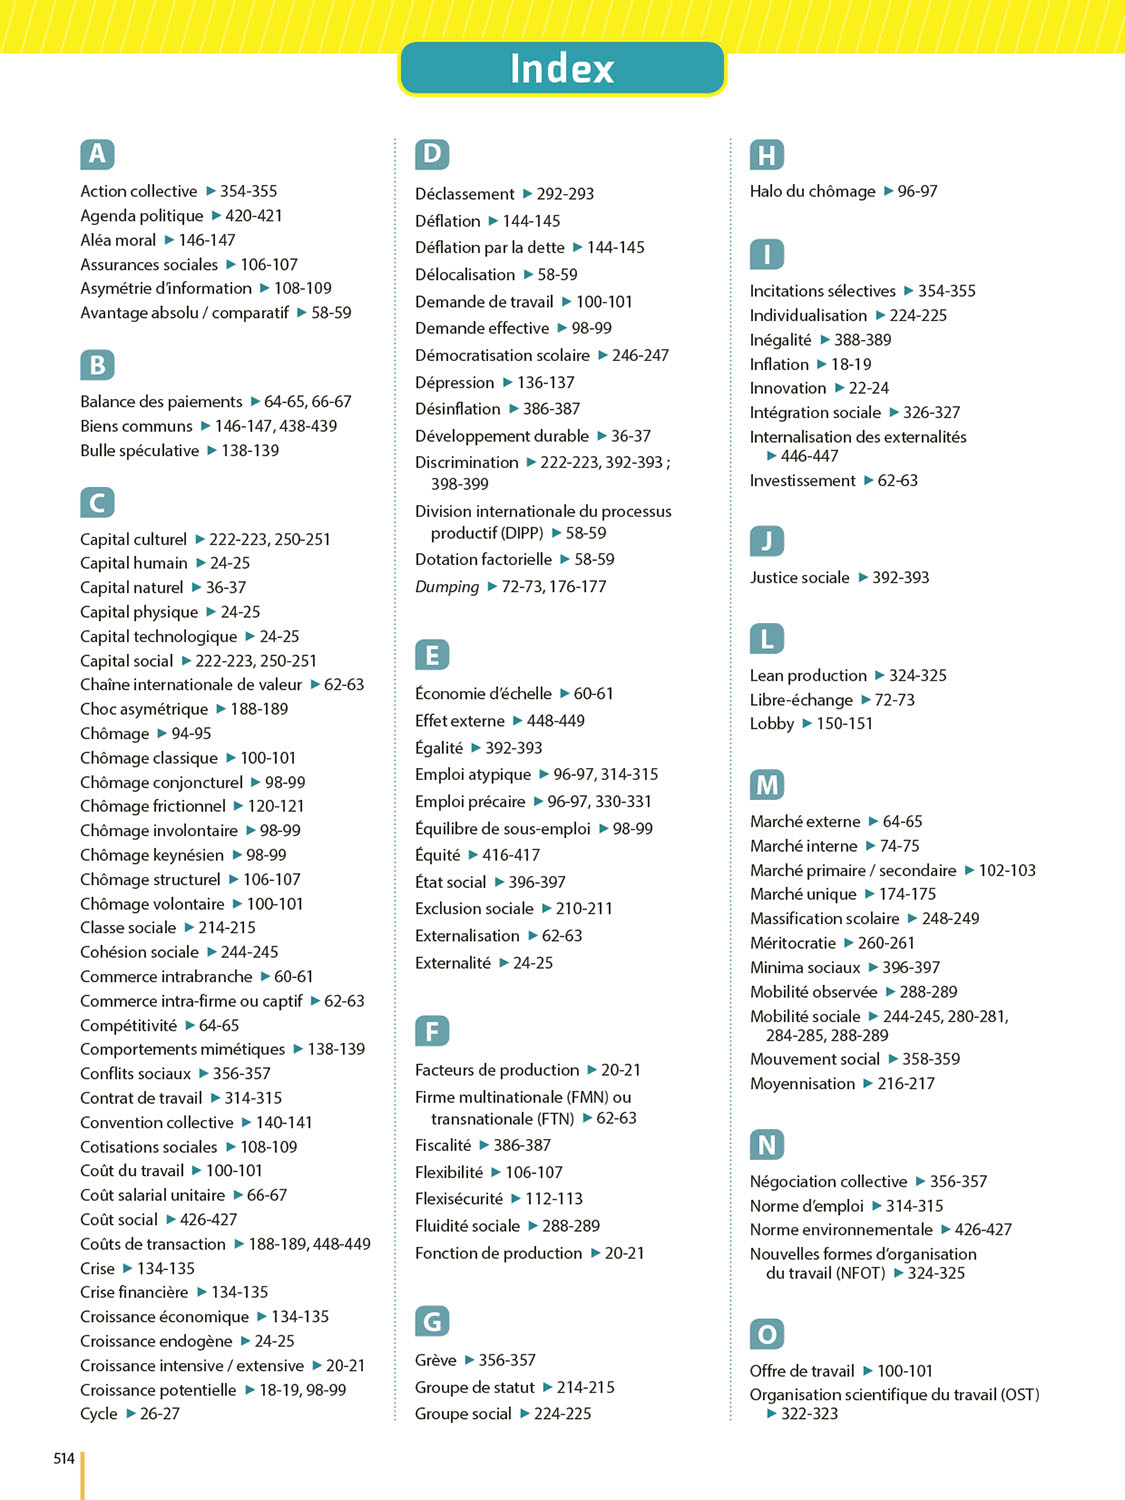 Index
A
Action collective ▶ 354-355
Agenda politique ▶ 420-421
Aléa moral ▶ 146-147
Assurances sociales ▶ 106-107
Asymétrie d’information ▶ 108-109
Avantage absolu / comparatif ▶ 58-59
B
Balance des paiements ▶ 64-65, 66-67
Biens communs ▶ 146-147, 438-439
Bulle spéculative ▶ 138-139
C
Capital culturel ▶ 222-223, 250-251
Capital humain ▶ 24-25
Capital naturel ▶ 36-37
Capital physique ▶ 24-25
Capital technologique ▶ 24-25
Capital social ▶ 222-223, 250-251
Chaîne internationale de valeur ▶ 62-63
Choc asymétrique ▶ 188-189
Chômage ▶ 94-95
Chômage classique ▶ 100-101
Chômage conjoncturel ▶ 98-99
Chômage frictionnel ▶ 120-121
Chômage involontaire ▶ 98-99
Chômage keynésien ▶ 98-99
Chômage structurel ▶ 106-107
Chômage volontaire ▶ 100-101
Classe sociale ▶ 214-215
Cohésion sociale ▶ 244-245
Commerce intrabranche ▶ 60-61
Commerce intra-firme ou captif ▶ 62-63
Compétitivité ▶ 64-65
Comportements mimétiques ▶ 138-139
Conflits sociaux ▶ 356-357
Contrat de travail ▶ 314-315
Convention collective ▶ 140-141
Cotisations sociales ▶ 108-109
Coût du travail ▶ 100-101
Coût salarial unitaire ▶ 66-67
Coût social ▶ 426-427
Coûts de transaction ▶ 188-189, 448-449
Crise ▶ 134-135
Crise financière ▶ 134-135
Croissance économique ▶ 134-135
Croissance endogène ▶ 24-25
Croissance intensive / extensive ▶ 20-21
Croissance potentielle ▶ 18-19, 98-99
Cycle ▶ 26-27
D
Déclassement ▶ 292-293
Déflation ▶ 144-145
Déflation par la dette ▶ 144-145
Délocalisation ▶ 58-59
Demande de travail ▶ 100-101
Demande effective ▶ 98-99
Démocratisation scolaire ▶ 246-247
Dépression ▶ 136-137
Désinflation ▶ 386-387
Développement durable ▶ 36-37
Discrimination ▶ 222-223, 392-393 ;
398-399
Division internationale du processus
productif (DIPP) ▶ 58-59
Dotation factorielle ▶ 58-59
Dumping ▶ 72-73, 176-177
E
Économie d’échelle ▶ 60-61
Effet externe ▶ 448-449
Égalité ▶ 392-393
Emploi atypique ▶ 96-97, 314-315
Emploi précaire ▶ 96-97, 330-331
Équilibre de sous-emploi ▶ 98-99
Équité ▶ 416-417
État social ▶ 396-397
Exclusion sociale ▶ 210-211
Externalisation ▶ 62-63
Externalité ▶ 24-25
F
Facteurs de production ▶ 20-21
Firme multinationale (FMN) ou
transnationale (FTN) ▶ 62-63
Fiscalité ▶ 386-387
Flexibilité ▶ 106-107
Flexisécurité ▶ 112-113
Fluidité sociale ▶ 288-289
Fonction de production ▶ 20-21
G
Grève ▶ 356-357
Groupe de statut ▶ 214-215
Groupe social ▶ 224-225
H
Halo du chômage ▶ 96-97
I
Incitations sélectives ▶ 354-355
Individualisation ▶ 224-225
Inégalité ▶ 388-389
Inflation ▶ 18-19
Innovation ▶ 22-24
Intégration sociale ▶ 326-327
Internalisation des externalités
▶ 446-447
Investissement ▶ 62-63
J
Justice sociale ▶ 392-393
L
Lean production ▶ 324-325
Libre-échange ▶ 72-73
Lobby ▶ 150-151
M
Marché externe ▶ 64-65
Marché interne ▶ 74-75
Marché primaire / secondaire ▶ 102-103
Marché unique ▶ 174-175
Massification scolaire ▶ 248-249
Méritocratie ▶ 260-261
Minima sociaux ▶ 396-397
Mobilité observée ▶ 288-289
Mobilité sociale ▶ 244-245, 280-281,
284-285, 288-289
Mouvement social ▶ 358-359
Moyennisation ▶ 216-217
N
Négociation collective ▶ 356-357
Norme d’emploi ▶ 314-315
Norme environnementale ▶ 426-427
Nouvelles formes d’organisation
du travail (NFOT) ▶ 324-325
O
Offre de travail ▶ 100-101
Organisation scientifique du travail (OST)
▶ 322-323
514